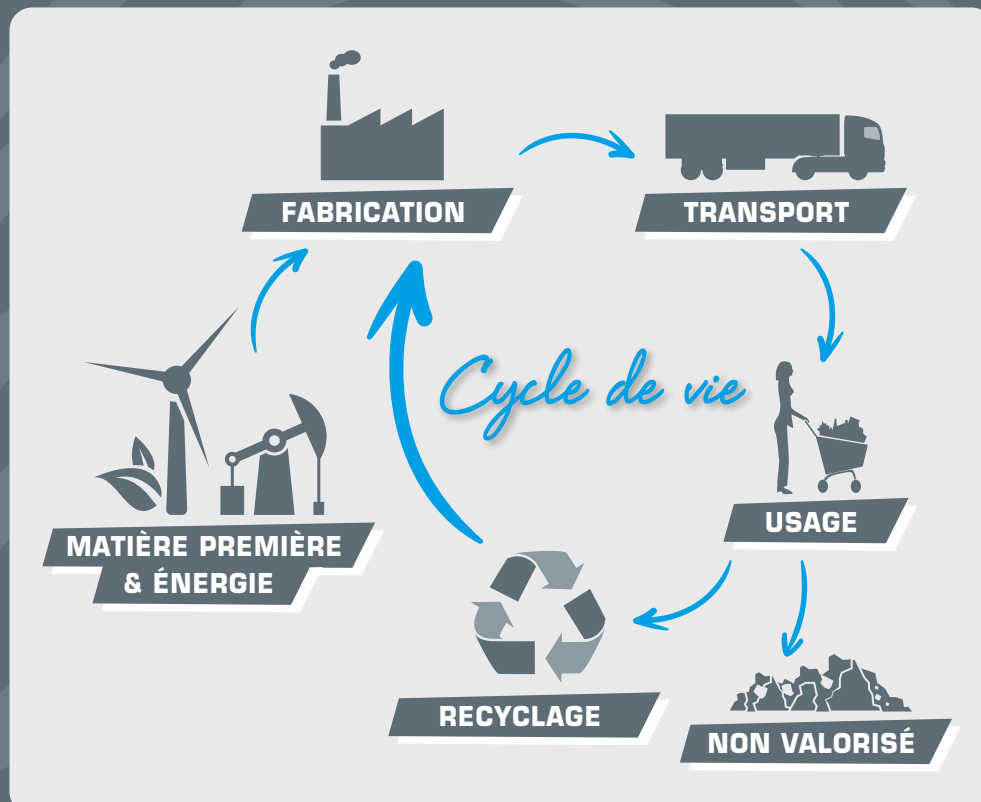 FABRICATION
TRANSPORT
Cycle de vie
USAGE
MATIÈRE PREMIÈRE
& ÉNERGIE
RECYCLAGE
NON VALORISÉ